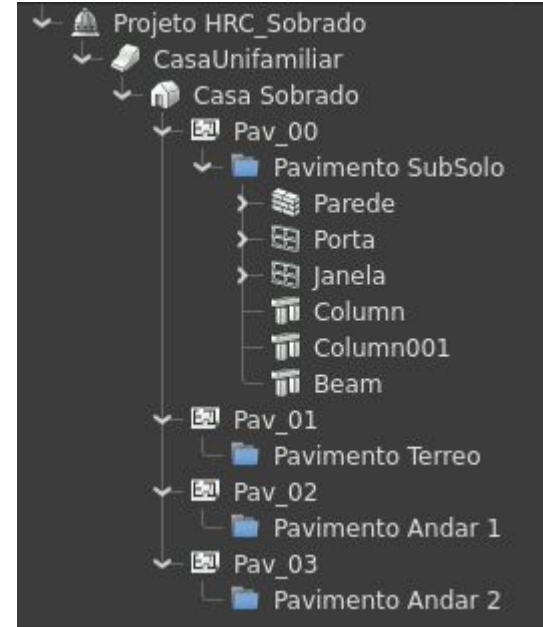 Projeto HRC_Sobrado
CasaUnifamiliar
Casa Sobrado
Pav_00
Pavimento SubSolo
Parede
Porta
Janela
Column
Column001
Beam
Pav_01
Pavimento Terreo
Pav_02
Pavimento Andar 1
Pav_03
Pavimento Andar 2